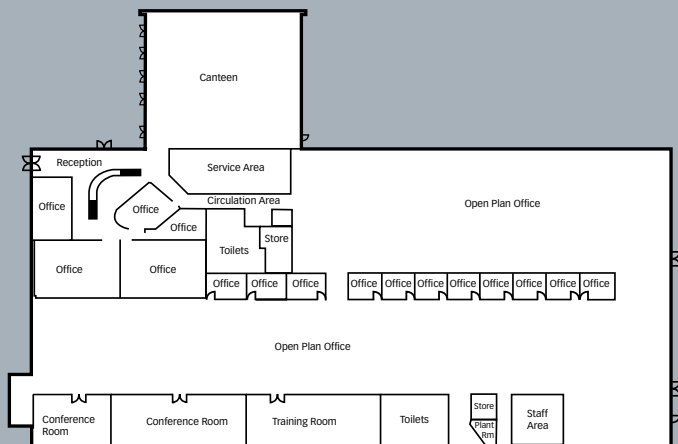 Canteen
Reception
Service Area
Office
Office
Circulation Area
Open Plan Office
Office
Toilets
Store
Office
Office
Office
Office
Office
Office
Office
Office
Office
Office
Office
Office
Office
Open Plan Office
Conference
Room
Conference Room
Training Room
Toilets
Store
Plant
Rm
Staff
Area